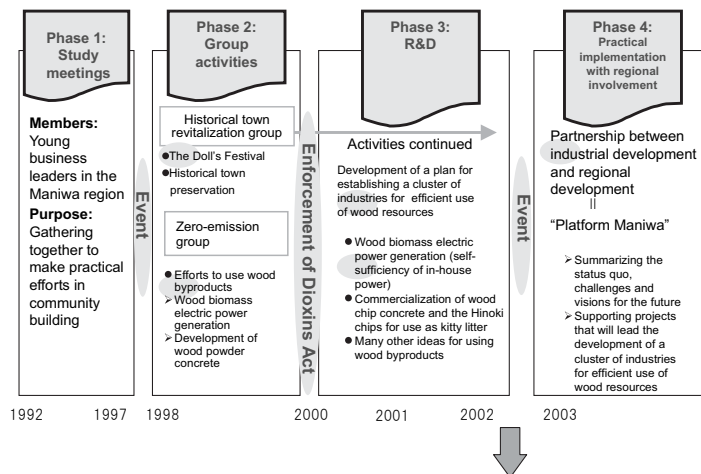 Phase 1:
Study
meetings
Members:
Young
business
leaders in the
Maniwa region
Purpose:
Gathering
together to
make practical
efforts in
community
building
Event
Phase 2:
Group
activities
Historical town
revitalization group
●The Doll's Festival
●Historical town
preservation
Zero-emission
group
● Efforts to use wood
byproducts
➢ Wood biomass
electric power
generation
➢ Development of
wood powder
concrete
Enforcement of Dioxins Act
Phase 3:
R&D
Activities continued
Development of a plan for
establishing a cluster of
industries for efficient use
of wood resources
● Wood biomass electric
power generation (self-
sufficiency of in-house
power)
● Commercialization of wood
chip concrete and the Hinoki
chips for use as kitty litter
● Many other ideas for using
wood byproducts
Event
Phase 4:
Practical
implementation
with regional
involvement
Partnership between
industrial development
and regional
development
=
“Platform Maniwa”
➢ Summarizing the
status quo,
challenges and
visions for the future
➢ Supporting projects
that will lead the
development of a
cluster of industries
for efficient use of
wood resources
1992 1997 1998 2000 2001 2002 2003